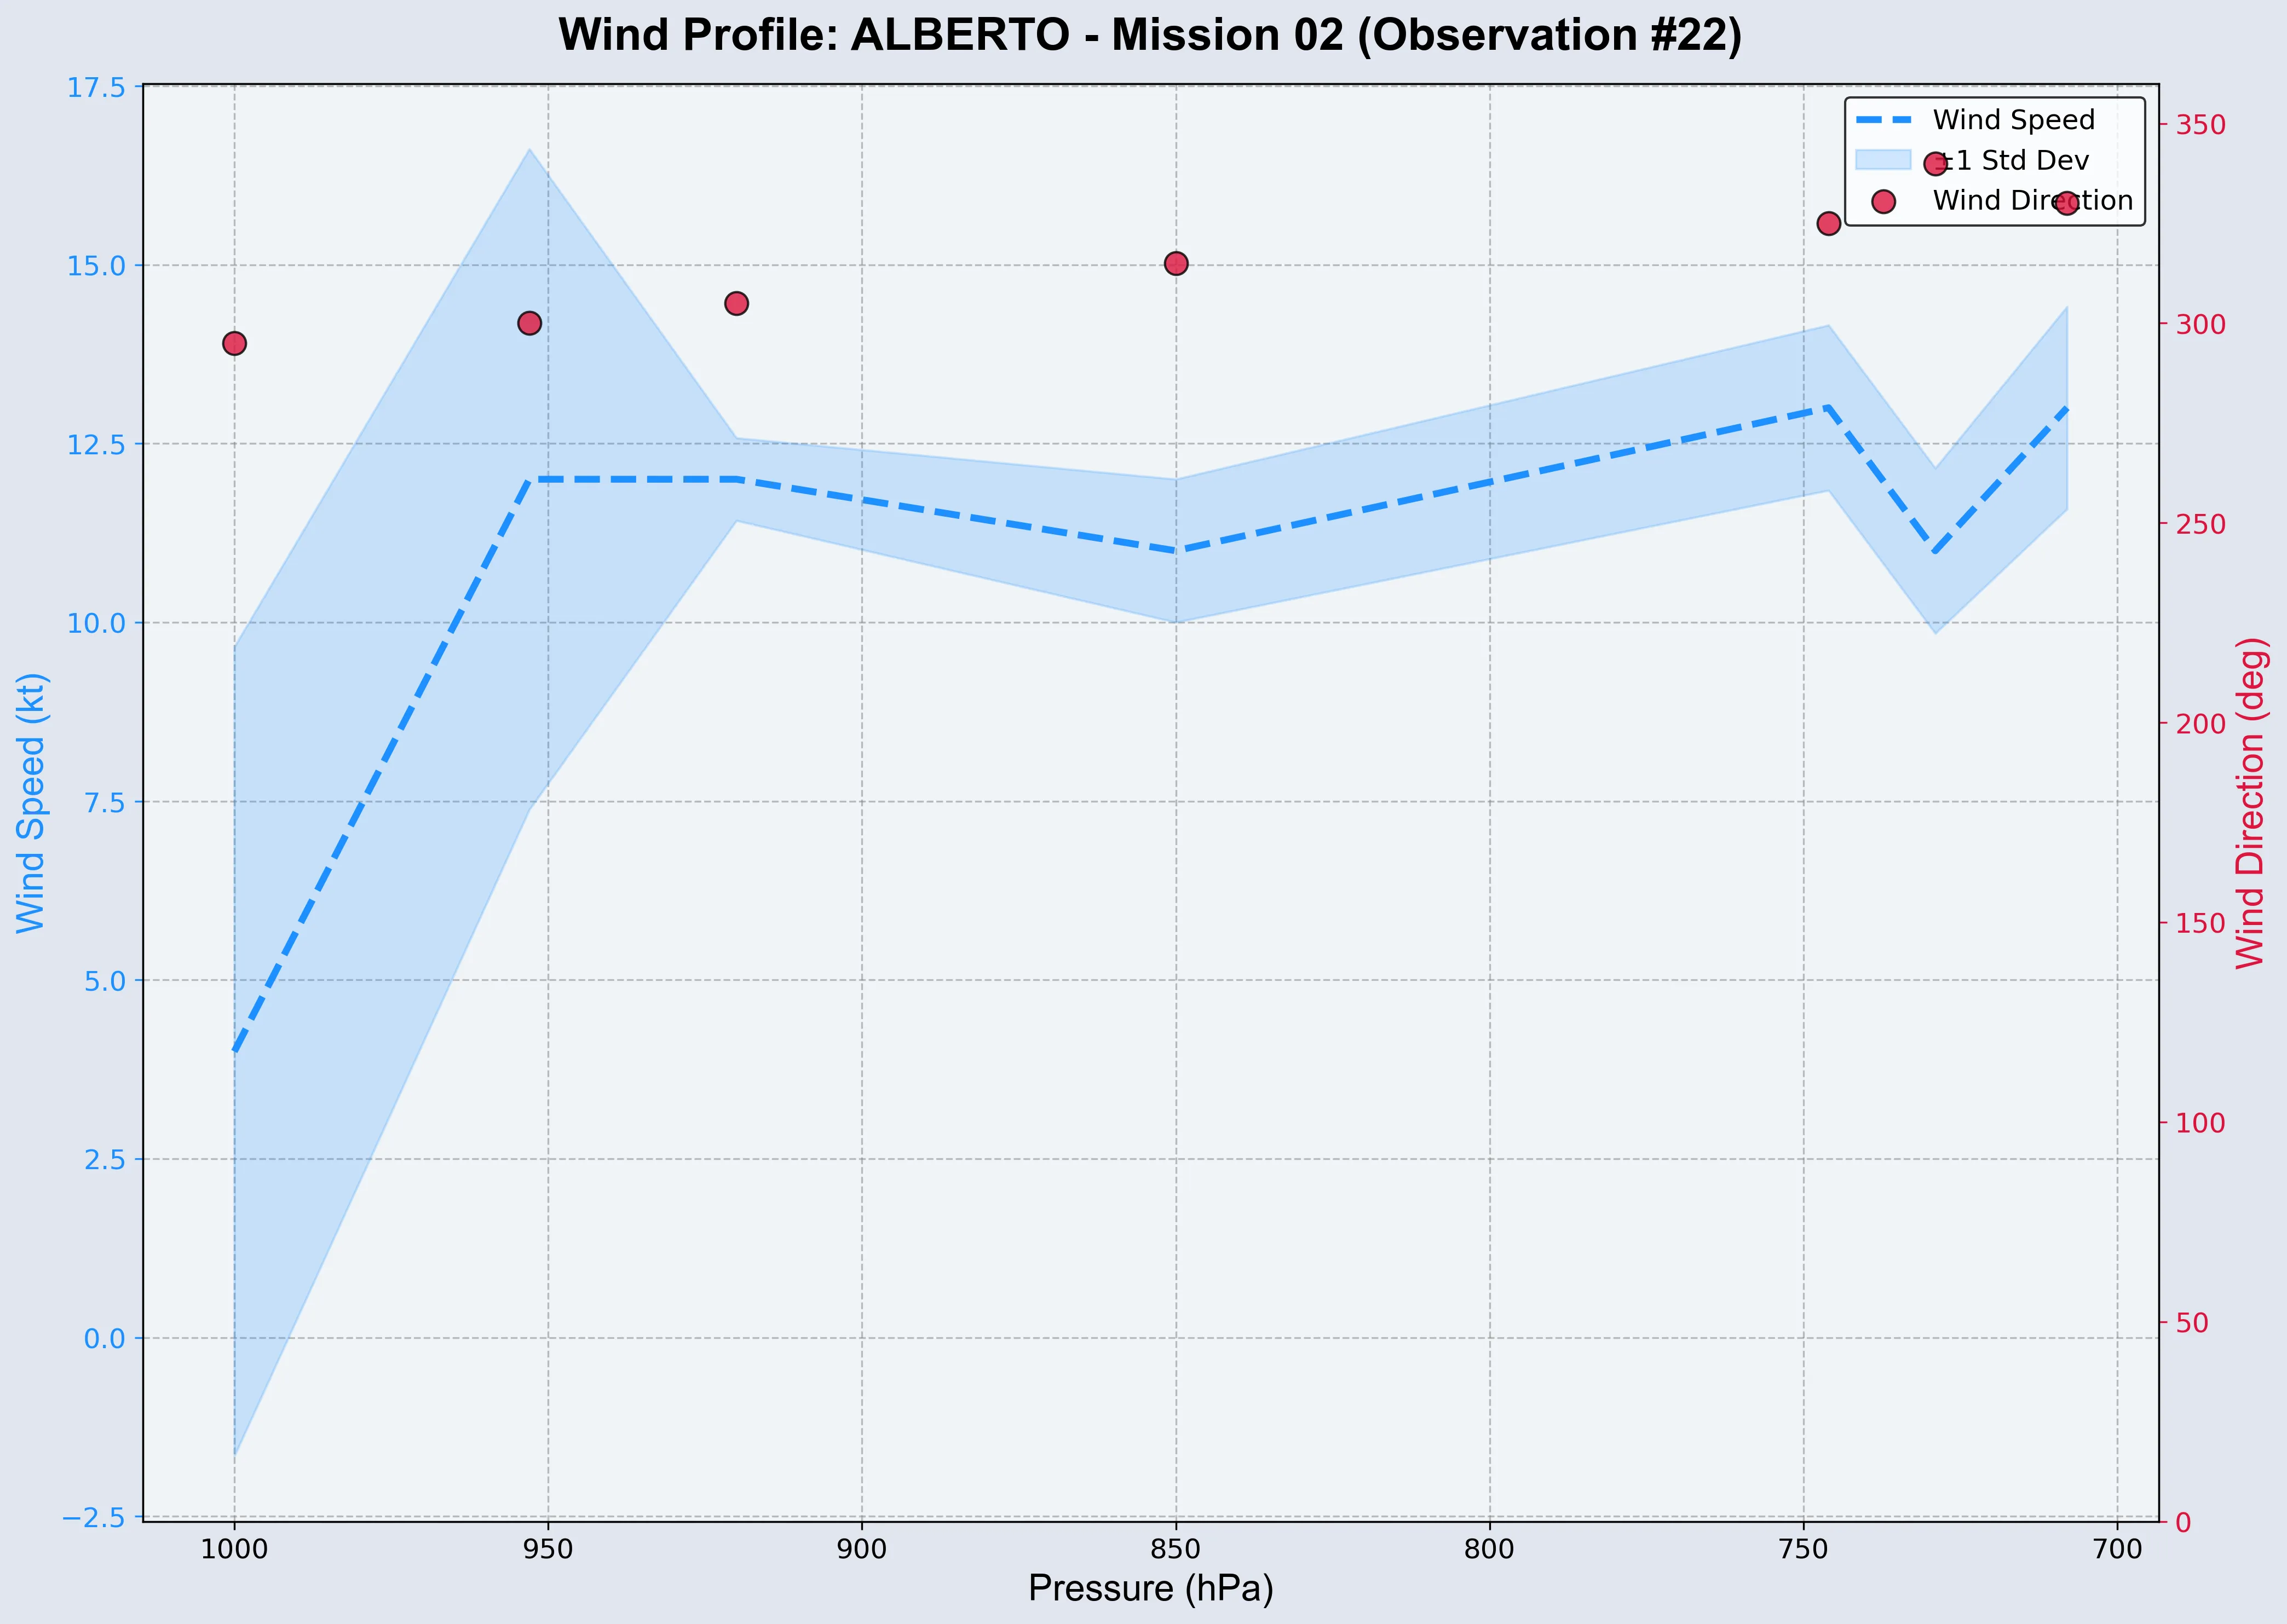 Wind Profile: ALBERTO - Mission 02 (Observation #22)
17.5
15.0
12.5
10.0
7.5
5.0
2.5
0.0
−2.5
Wind Speed (kt)
Wind Speed
±1 Std Dev
Wind Direction
350
300
250
200
150
100
50
0
Wind Direction (deg)
1000 950 900 850 800 750 700
Pressure (hPa)